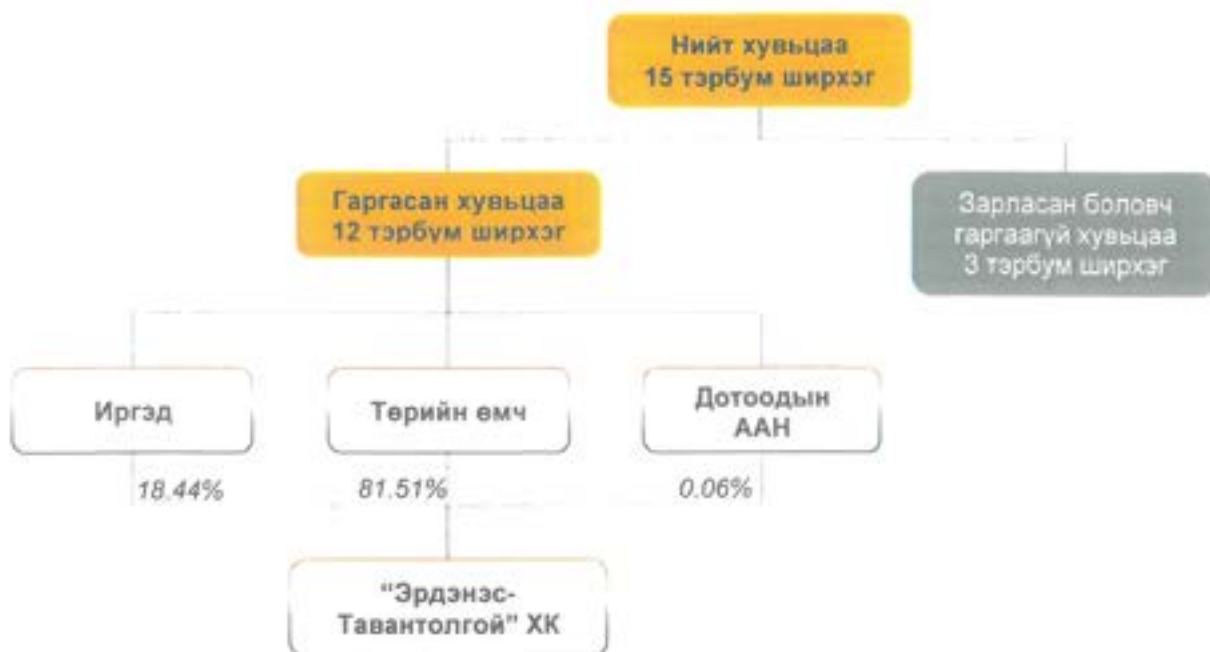 Нийт хувьцаа
15 тэрбум ширхэг
Гаргасан хувьцаа
12 тэрбум ширхэг
Зарласан боловч
гаргаагүй хувьцаа
3 тэрбум ширхэг
Иргэд
Төрийн өмч
Дотоодын
ААН
18.44%
81.51%
0.06%
“Эрдэнэс-
Тавантолгой” ХК